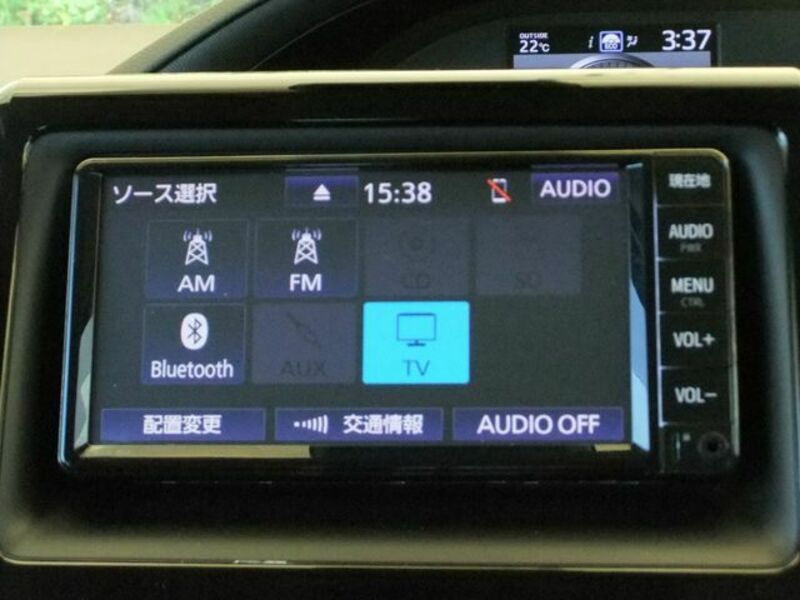 OUTSIDE
22℃
ECO
3:37
ソース選択
15:38
AUDIO
AM
FM
CD
SD
Bluetooth
AUX
TV
配置変更
交通情報
AUDIO OFF
現在地
AUDIO
PWR
MENU
CTRL
VOL+
VOL-